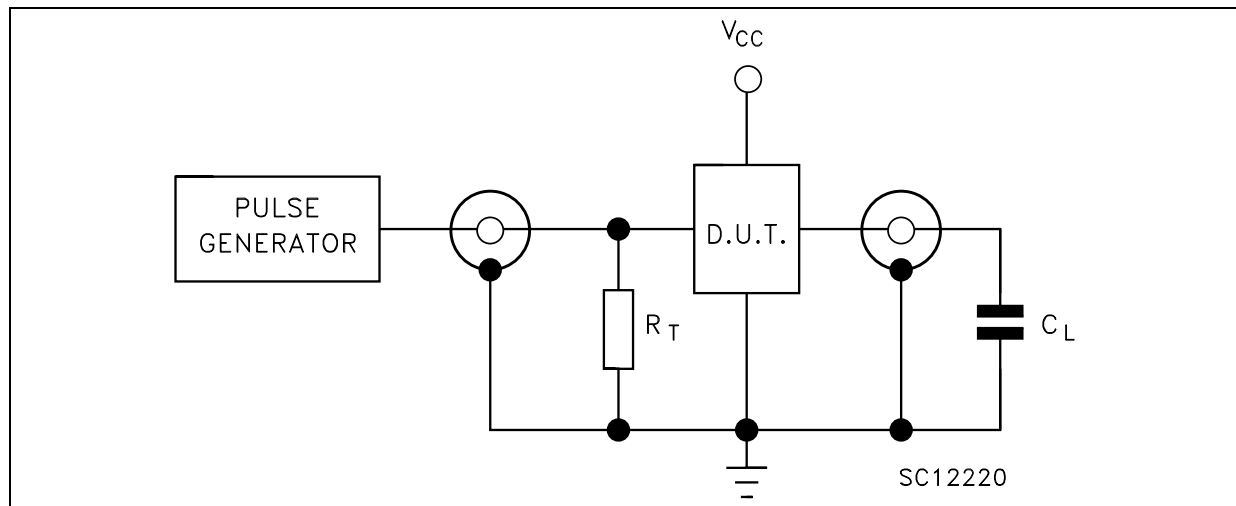 VCC
PULSE
GENERATOR
D.U.T.
RT
CL
SC12220